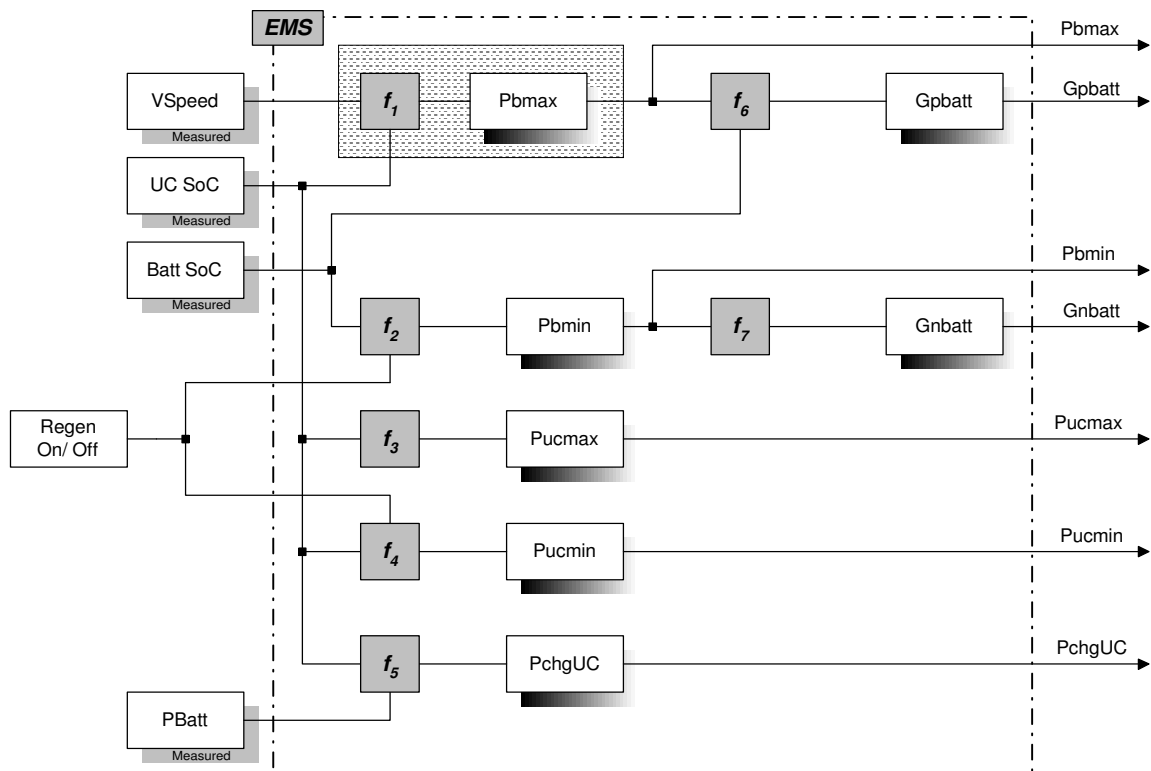 EMS
Pbmax
VSpeed
Measured
f1
Pbmax
f6
Gpbatt
Gpbatt
UC SoC
Measured
Batt SoC
Measured
Pbmin
f2
Pbmin
f7
Gnbatt
Gnbatt
Regen
On/ Off
f3
Pucmax
Pucmax
f4
Pucmin
Pucmin
f5
PchgUC
PchgUC
PBatt
Measured